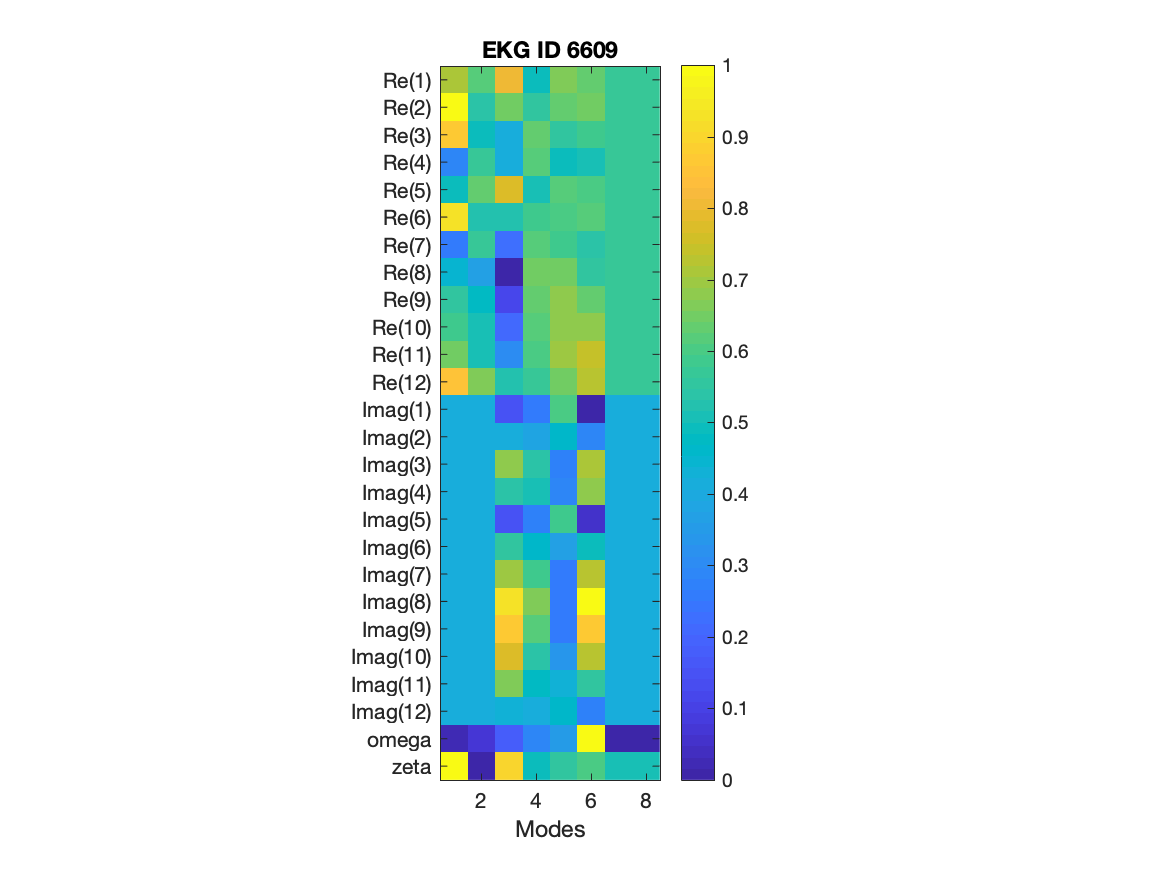 EKG ID 6609
Re(1)
Re(2)
Re(3)
Re(4)
Re(5)
Re(6)
Re(7)
Re(8)
Re(9)
Re(10)
Re(11)
Re(12)
Imag(1)
Imag(2)
Imag(3)
Imag(4)
Imag(5)
Imag(6)
Imag(7)
Imag(8)
Imag(9)
Imag(10)
Imag(11)
Imag(12)
omega
zeta
2 4 6 8
Modes
1
0.9
0.8
0.7
0.6
0.5
0.4
0.3
0.2
0.1
0